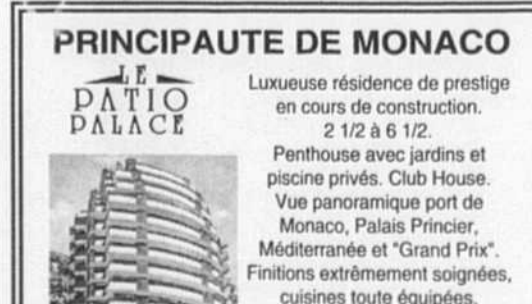 PRINCIPAUTE DE MONACO
LE
PATIO
PALACE
Luxueuse résidence de prestige
en cours de construction.
2 1/2 à 6 1/2.
Penthouse avec jardins et
piscine privés. Club House.
Vue panoramique port de
Monaco, Palais Princier,
Méditerranée et "Grand Prix".
Finitions extrêmement soignées,
cuisines toute équipées.